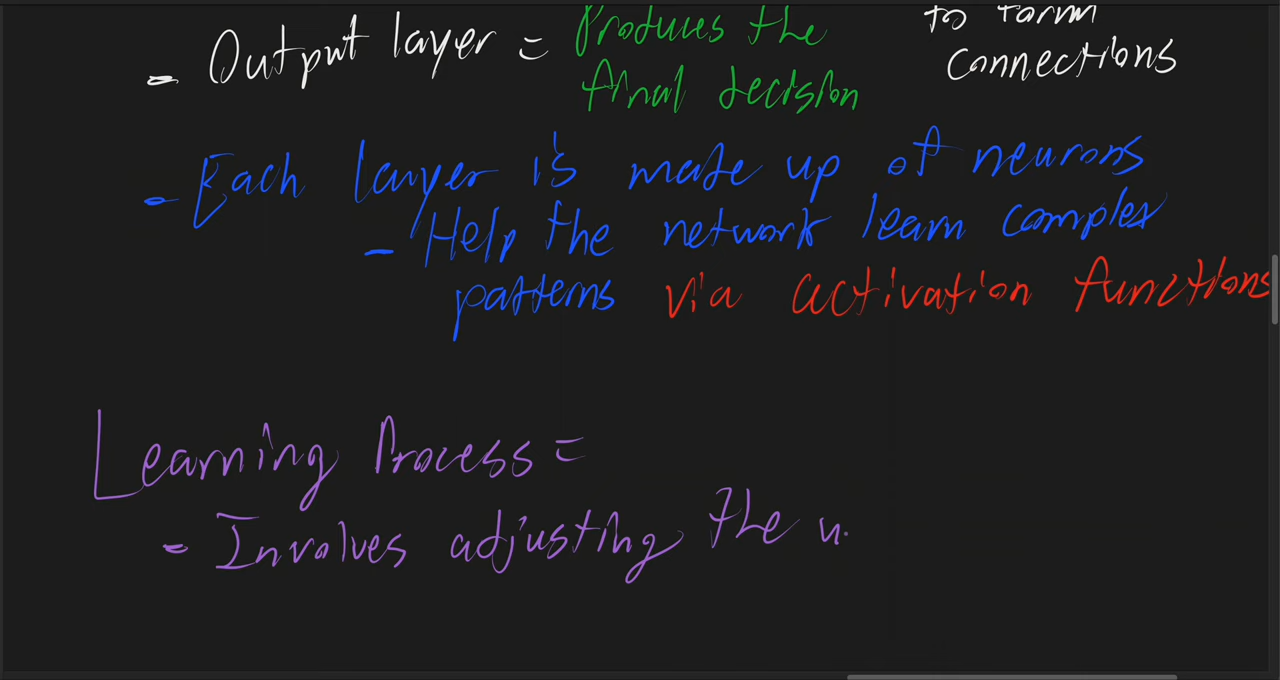 - Output layer = Produces the
final decision
to form
connections
- Each layer is made up of neurons
- Help the network learn complex
patterns via activation functions
Learning Process =
- Involves adjusting the